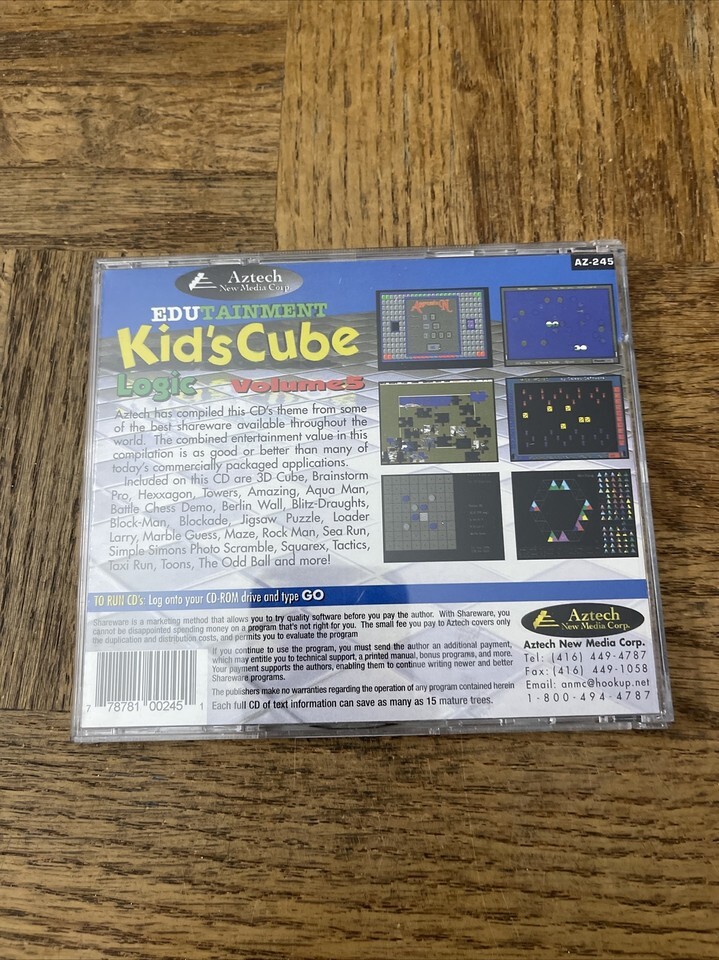 AZ-245
Aztech
New Media Corp.
EDUTAINMENT
Kid'sCube
Logic Volume5
Aztech has compiled this CD's theme from some
of the best shareware available throughout the
world. The combined entertainment value in this
compilation is as good or better than many of
today's commercially packaged applications.
Included on this CD are 3D Cube, Brainstorm
Pro, Hexxagon, Towers, Amazing, Aqua Man,
Battle Chess Demo, Berlin Wall, Blitz-Draughts,
Block-Man, Blockade, Jigsaw Puzzle, Loader
Larry, Marble Guess, Maze, Rock Man, Sea Run,
Simple Simons Photo Scramble, Squarex, Tactics,
Taxi Run, Toons, The Odd Ball and more!
TO RUN CD's: Log onto your CD-ROM drive and type GO
Shareware is a marketing method that allows you to try quality software before you pay the author. With Shareware, you
cannot be disappointed spending money on a program that's not right for you. The small fee you pay to Aztech covers only
the duplication and distribution costs, and permits you to evaluate the program
If you continue to use the program, you must send the author an additional payment,
which may entitle you to technical support, a printed manual, bonus programs, and more.
Your payment supports the authors, enabling them to continue writing newer and better
Shareware programs.
The publishers make no warranties regarding the operation of any program contained herein
Each full CD of text information can save as many as 15 mature trees.
7 78781 00245 1
Aztech
New Media Corp.
Aztech New Media Corp.
Tel: (416) 449-4787
Fax: (416) 449-1058
Email: anmc@hookup.net
1-800-494-4787